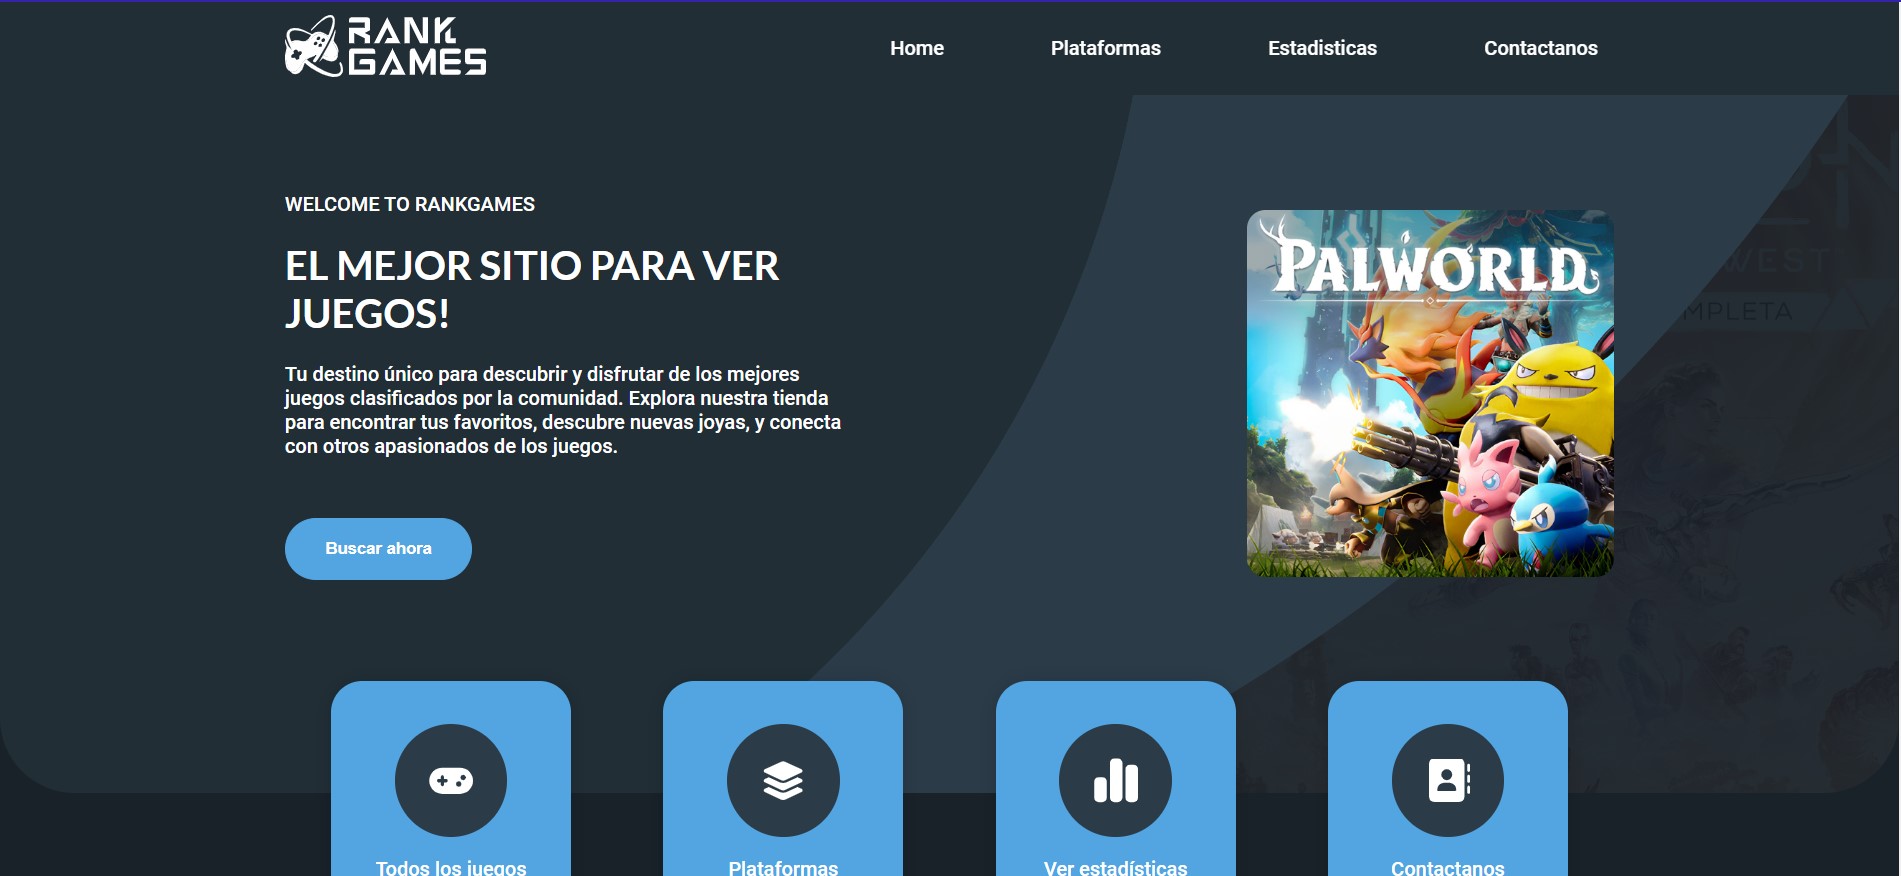 RANK
GAMES
Home
Plataformas
Estadisticas
Contactanos
WELCOME TO RANKGAMES
EL MEJOR SITIO PARA VER
JUEGOS!
Tu destino único para descubrir y disfrutar de los mejores
juegos clasificados por la comunidad. Explora nuestra tienda
para encontrar tus favoritos, descubre nuevas joyas, y conecta
con otros apasionados de los juegos.
Buscar ahora
PALWORLD
WEST
MPLETA
Todos los juegos
Plataformas
Ver estadísticas
Contactanos